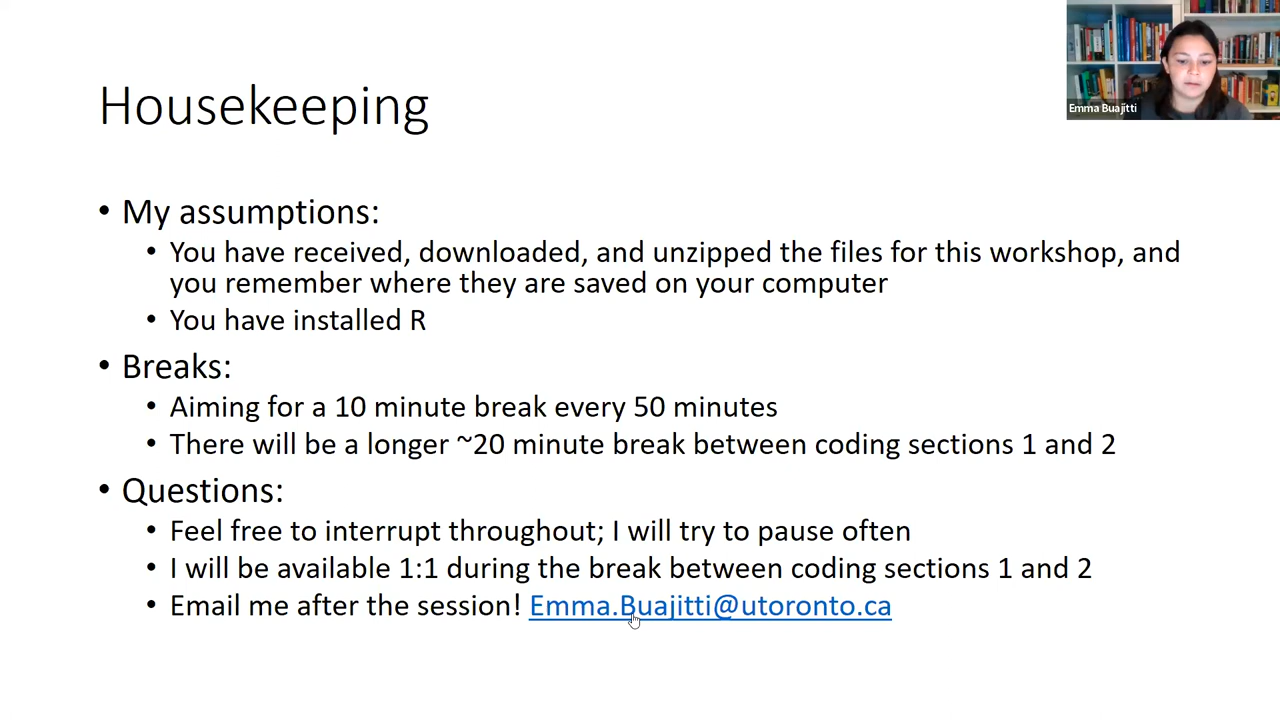 Emma Buajitti
Housekeeping
• My assumptions:
• You have received, downloaded, and unzipped the files for this workshop, and
you remember where they are saved on your computer
• You have installed R
• Breaks:
• Aiming for a 10 minute break every 50 minutes
• There will be a longer ~20 minute break between coding sections 1 and 2
• Questions:
• Feel free to interrupt throughout; I will try to pause often
• I will be available 1:1 during the break between coding sections 1 and 2
• Email me after the session! Emma.Buajitti@utoronto.ca